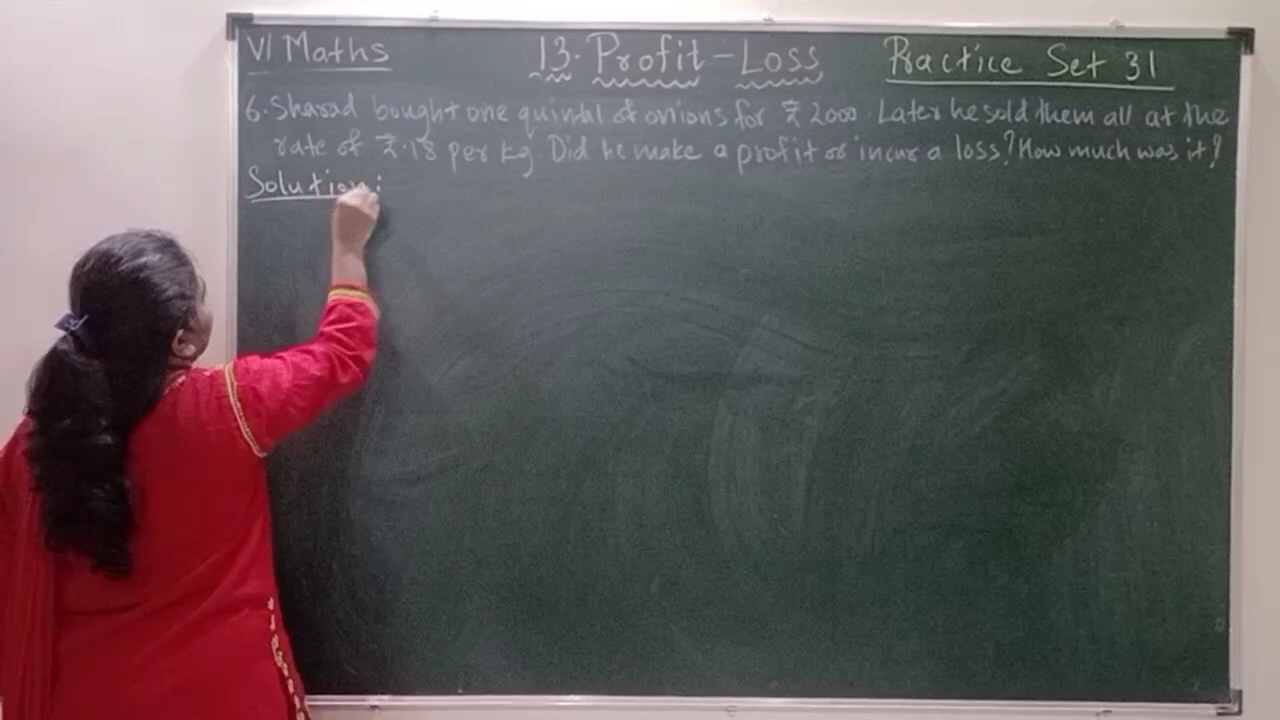 VI Maths
13. Profit - Loss
Practice Set 31
6. Sharad bought one quintal of onions for ₹ 2000. Later he sold them all at the
rate of ₹.18 per kg. Did he make a profit or incur a loss? How much was it?
Solution: